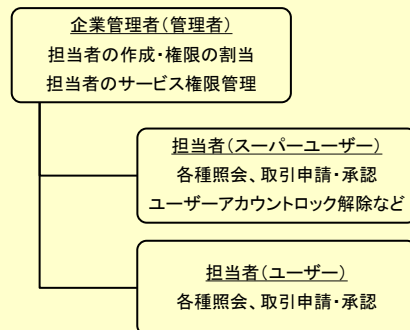 企業管理者（管理者）
担当者の作成・権限の割当
担当者のサービス権限管理
担当者（スーパーユーザー）
各種照会、取引申請・承認
ユーザーアカウントロック解除など
担当者（ユーザー）
各種照会、取引申請・承認